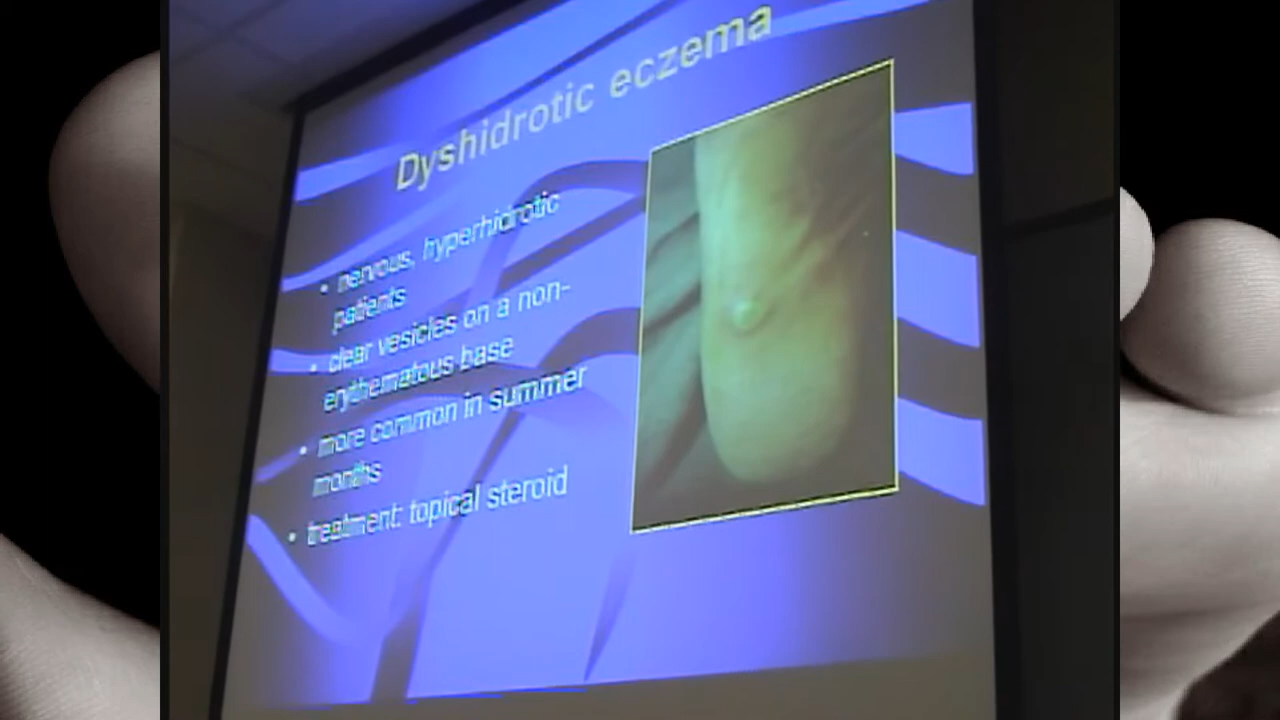 Dyshidrotic eczema
• nervous, hyperhidrotic
patients
• clear vesicles on a non-
erythematous base
• more common in summer
months
• treatment: topical steroid